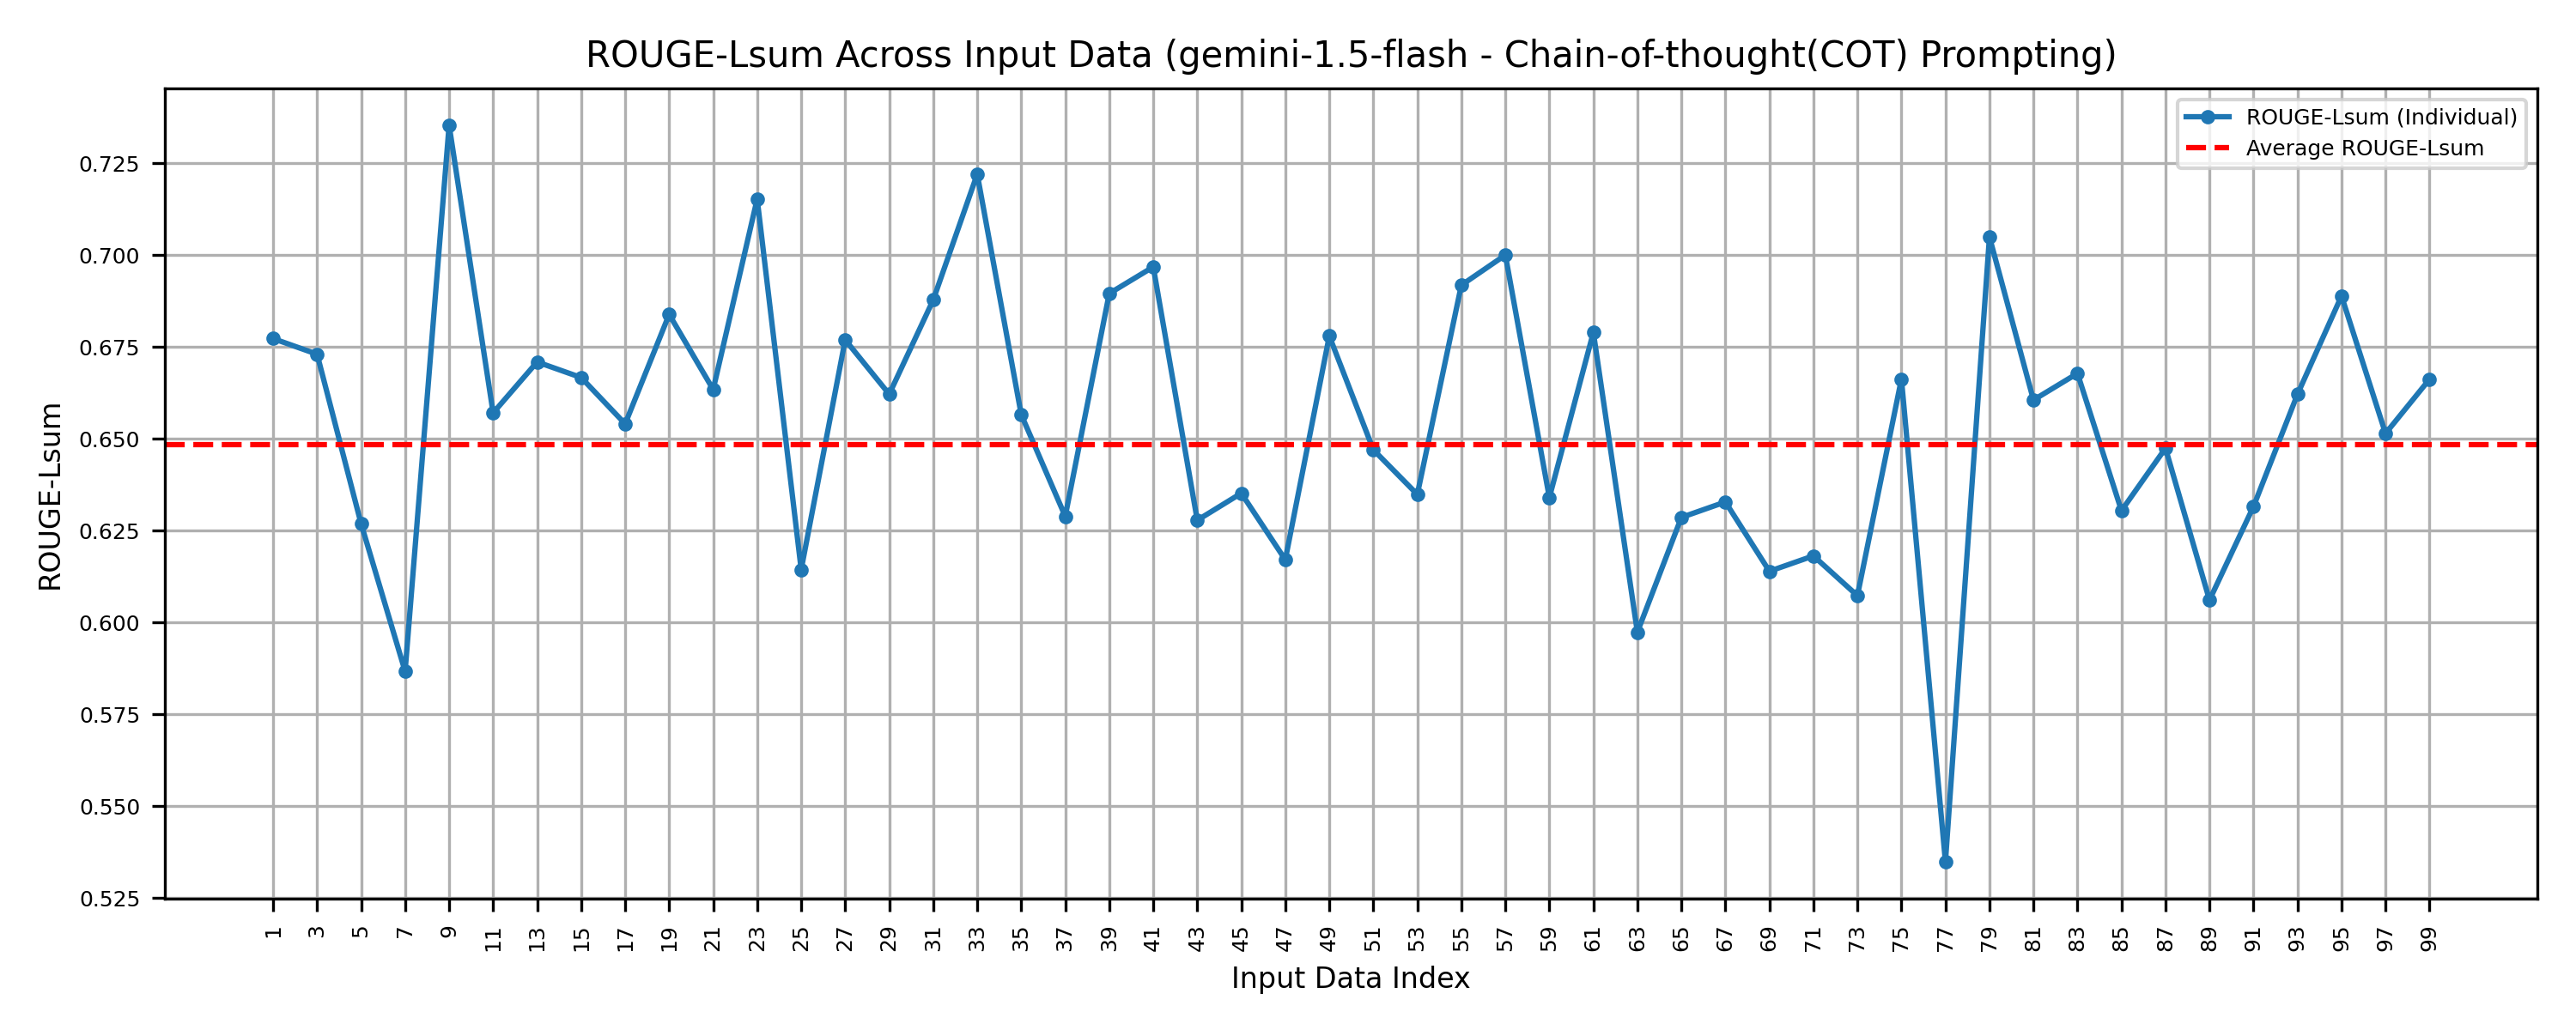 ROUGE-Lsum Across Input Data (gemini-1.5-flash - Chain-of-thought(COT) Prompting)
ROUGE-Lsum (Individual)
Average ROUGE-Lsum
ROUGE-Lsum
0.725
0.700
0.675
0.650
0.625
0.600
0.575
0.550
0.525
1 3 5 7 9 11 13 15 17 19 21 23 25 27 29 31 33 35 37 39 41 43 45 47 49 51 53 55 57 59 61 63 65 67 69 71 73 75 77 79 81 83 85 87 89 91 93 95 97 99
Input Data Index